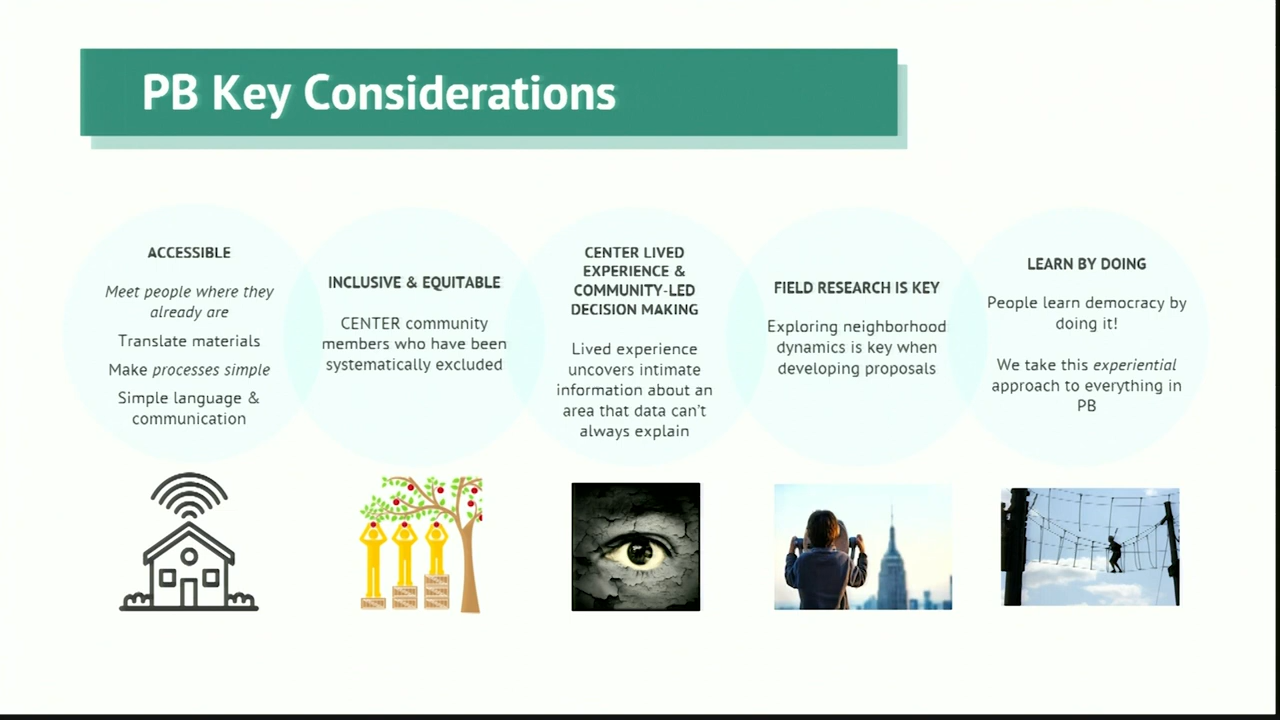 PB Key Considerations
ACCESSIBLE
Meet people where they
already are
Translate materials
Make processes simple
Simple language &
communication
INCLUSIVE & EQUITABLE
CENTER community
members who have been
systematically excluded
CENTER LIVED
EXPERIENCE &
COMMUNITY-LED
DECISION MAKING
Lived experience
uncovers intimate
information about an
area that data can't
always explain
FIELD RESEARCH IS KEY
Exploring neighborhood
dynamics is key when
developing proposals
LEARN BY DOING
People learn democracy by
doing it!
We take this experiential
approach to everything in
PB